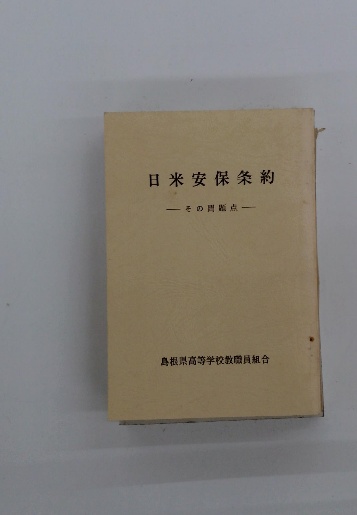 日米安保条約
―その問題点―
島根県高等学校教職員組合